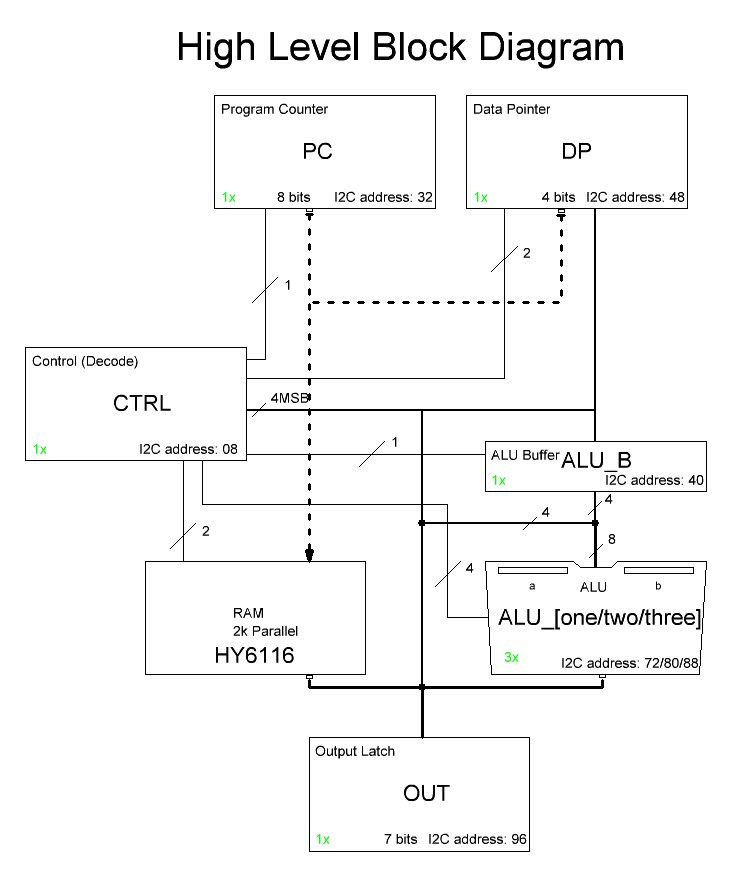 High Level Block Diagram
Program Counter
PC
1x 8 bits I2C address: 32
Data Pointer
DP
1x 4 bits I2C address: 48
1
2
Control (Decode)
CTRL
1x I2C address: 08
4MSB
1
ALU Buffer ALU_B
1x I2C address: 40
4
4
8
2
4
RAM
2k Parallel
HY6116
a ALU b
ALU_[one/two/three]
3x I2C address: 72/80/88
Output Latch
OUT
1x 7 bits I2C address: 96